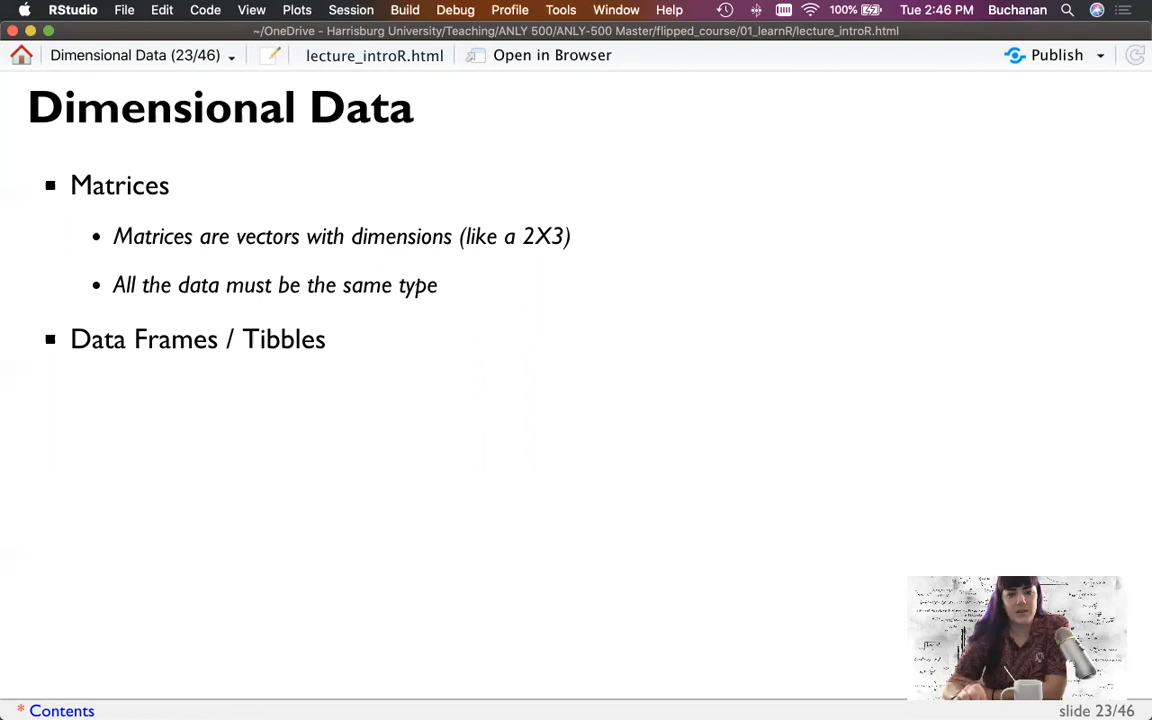 RStudio File Edit Code View Plots Session Build Debug Profile Tools Window Help 100% Tue 2:46 PM Buchanan
~/OneDrive - Harrisburg University/Teaching/ANLY 500/ANLY-500 Master/flipped_course/01_learnR/lecture_introR.html
Dimensional Data (23/46) lecture_introR.html Open in Browser Publish
Dimensional Data
Matrices
Matrices are vectors with dimensions (like a 2X3)
All the data must be the same type
Data Frames / Tibbles
* Contents slide 23/46